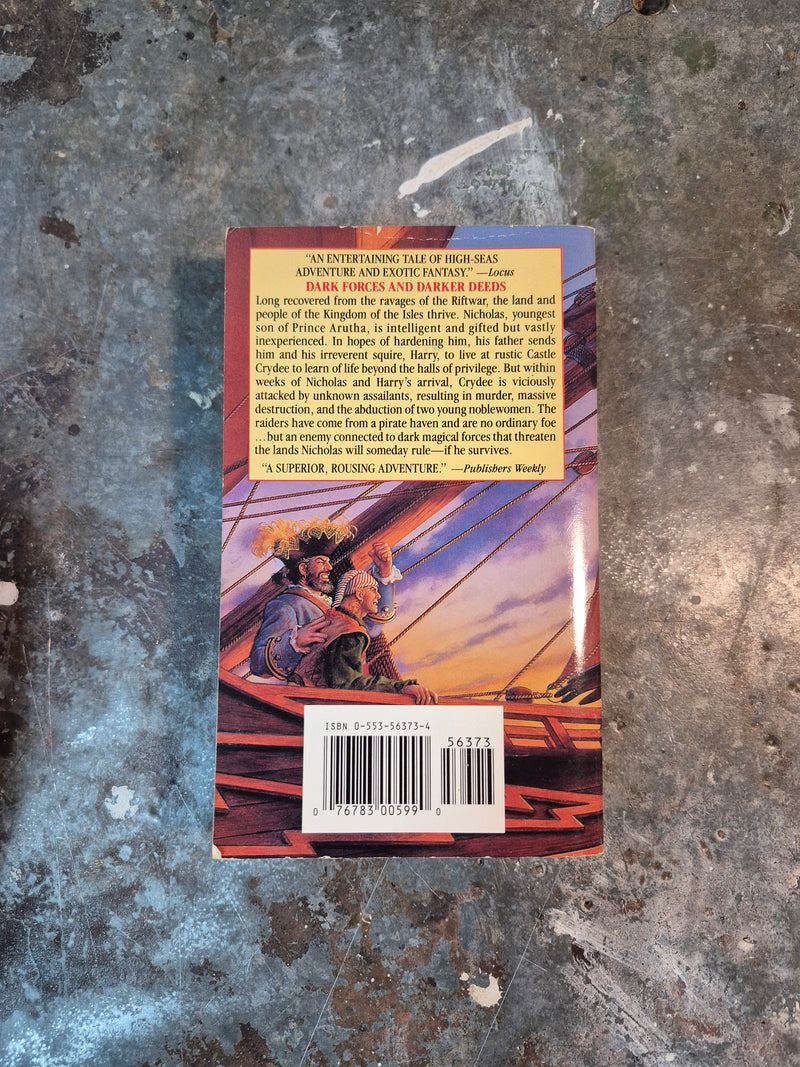 “AN ENTERTAINING TALE OF HIGH-SEAS
ADVENTURE AND EXOTIC FANTASY.” —Locus
DARK FORCES AND DARKER DEEDS
Long recovered from the ravages of the Riftwar, the land and
people of the Kingdom of the Isles thrive. Nicholas, youngest
son of Prince Arutha, is intelligent and gifted but vastly
inexperienced. In hopes of hardening him, his father sends
him and his irreverent squire, Harry, to live at rustic Castle
Crydee to learn of life beyond the halls of privilege. But within
weeks of Nicholas and Harry’s arrival, Crydee is viciously
attacked by unknown assailants, resulting in murder, massive
destruction, and the abduction of two young noblewomen. The
raiders have come from a pirate haven and are no ordinary foe
...but an enemy connected to dark magical forces that threaten
the lands Nicholas will someday rule—if he survives.
“A SUPERIOR, ROUSING ADVENTURE.” —Publishers Weekly
ISBN 0-553-56373-4
56373
0 76783 00599 0